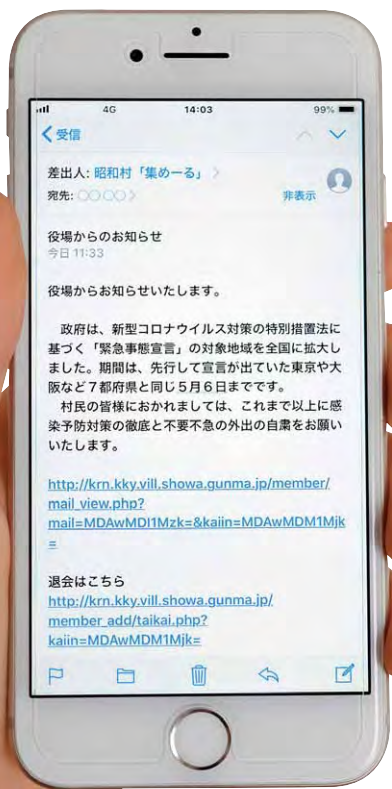 4G 14:03 99%
受信
差出人: 昭和村「集めーる」
宛先: ○○○○
非表示
役場からのお知らせ
今日 11:33
役場からお知らせいたします。
政府は、新型コロナウイルス対策の特別措置法に
基づく「緊急事態宣言」の対象地域を全国に拡大し
ました。期間は、先行して宣言が出ていた東京や大
阪など7都府県と同じ5月6日までです。
村民の皆様におかれましては、これまで以上に感
染予防対策の徹底と不要不急の外出の自粛をお願い
いたします。
http://krn.kky.vill.showa.gunma.jp/member/
mail_view.php?
mail=MDAwMDI1Mzk=&kaiin=MDAwMDM1Mjk
=
退会はこちら
http://krn.kky.vill.showa.gunma.jp/
member_add/taikai.php?
kaiin=MDAwMDM1Mjk=